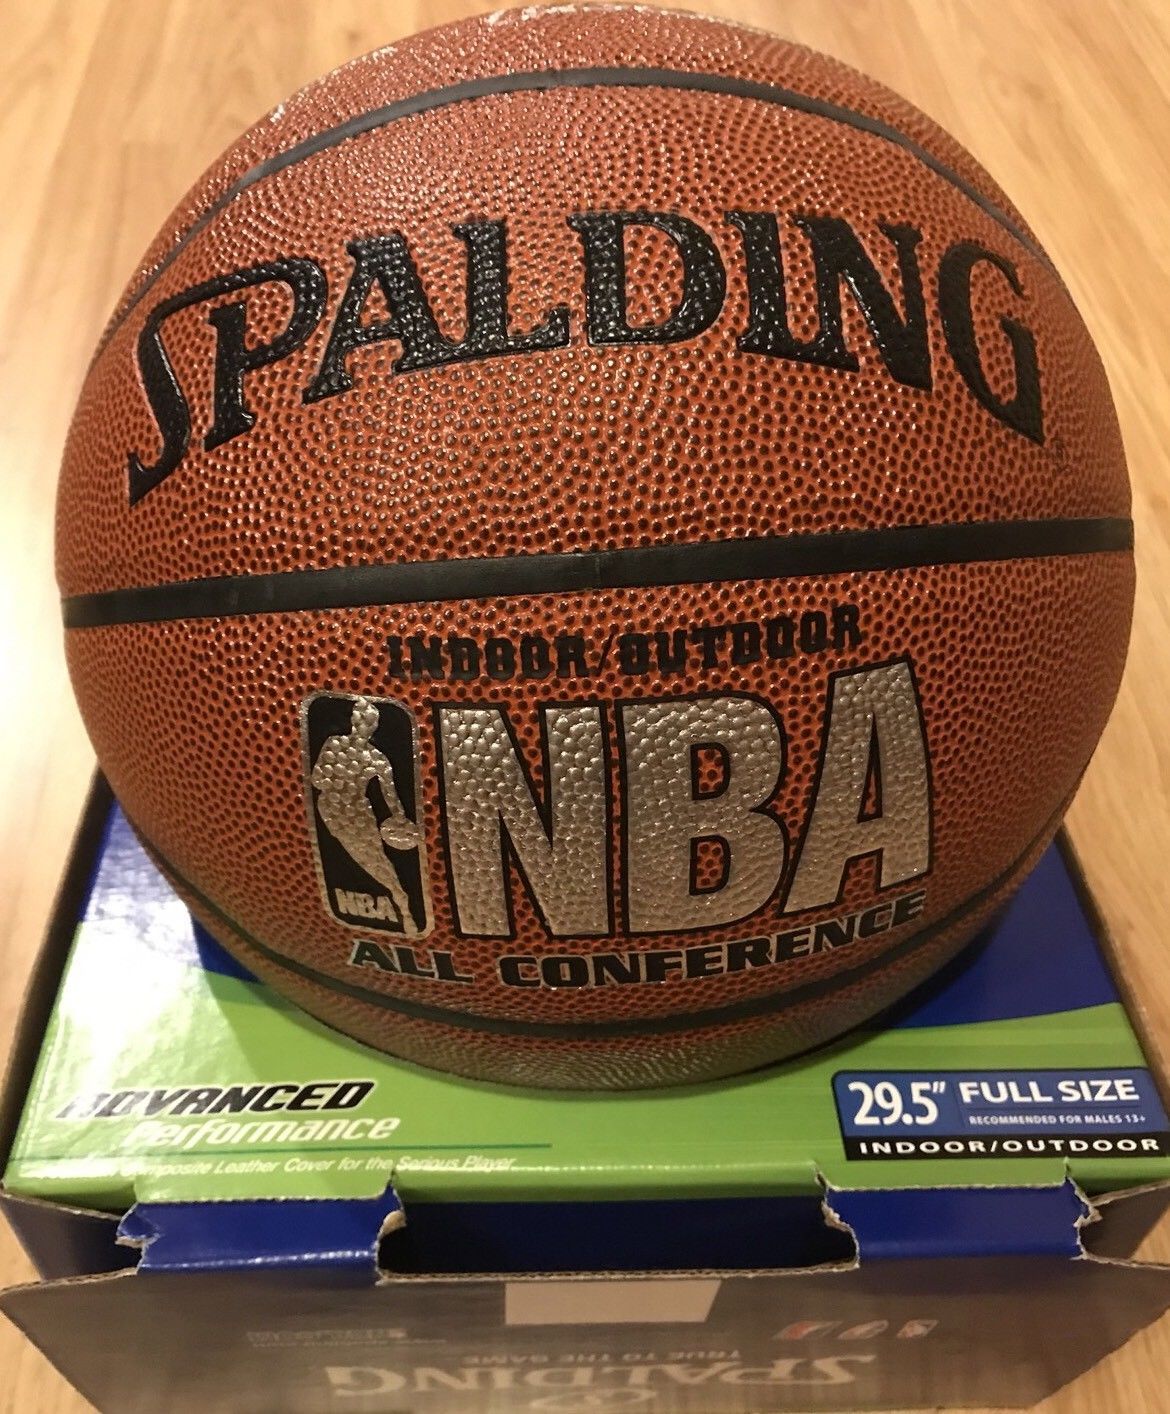 SPALDING
INDOOR/OUTDOOR
NBA
NBA
ALL CONFERENCE
ADVANCED
Performance
Composite Leather Cover for the Serious Player
29.5" FULL SIZE
RECOMMENDED FOR MALES 13+
INDOOR/OUTDOOR
TRUE TO THE GAME
SPALDING